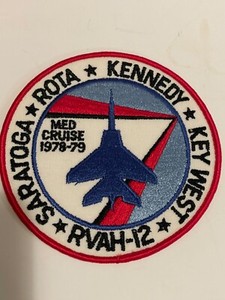 SARATOGA ★ ROTA ★ KENNEDY ★ KEY WEST ★
RVAH-12
MED
CRUISE
1978-79